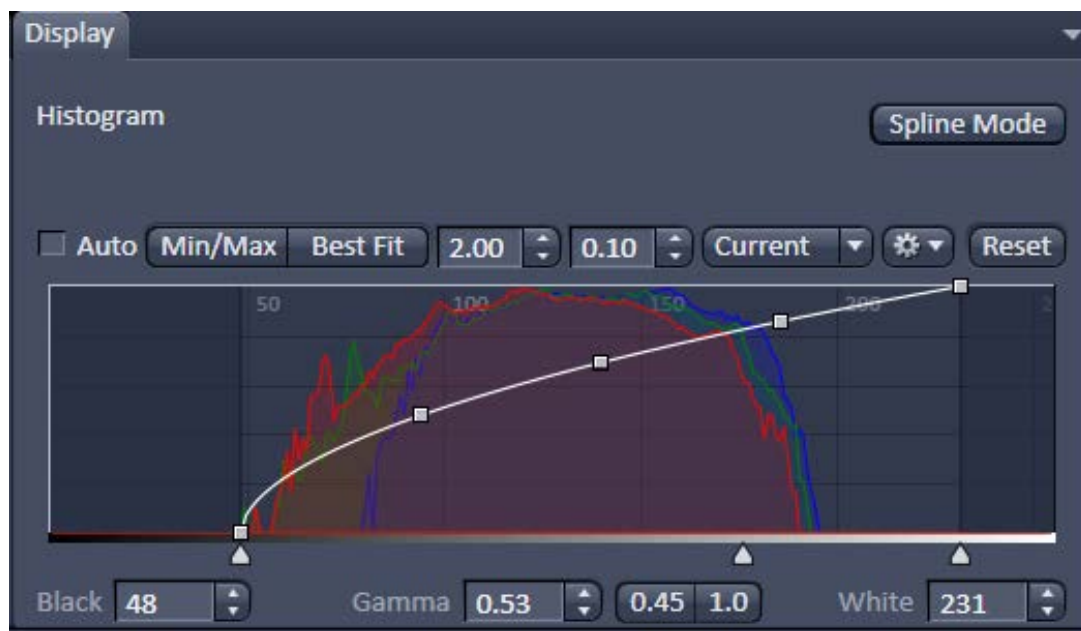 Display
Histogram
Spline Mode
Auto Min/Max Best Fit 2.00 0.10 Current Reset
50 100 150 200
Black 48 Gamma 0.53 0.45 1.0 White 231